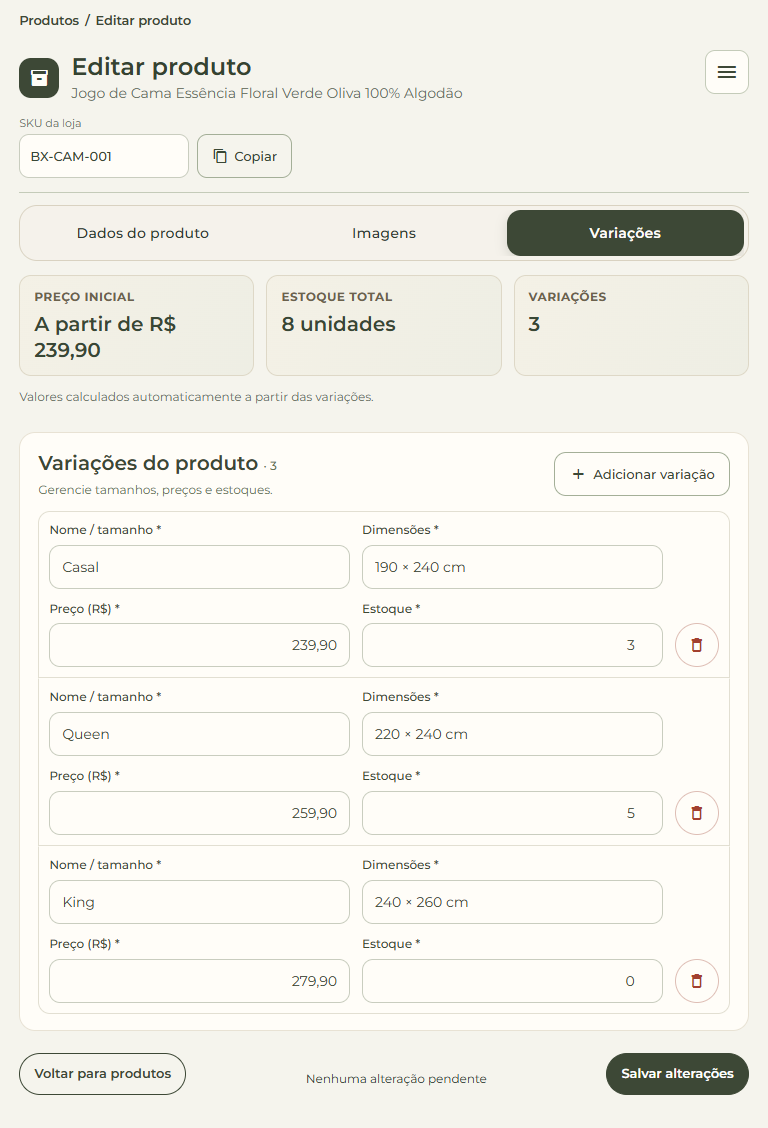 Produtos / Editar produto
Editar produto
Jogo de Cama Essência Floral Verde Oliva 100% Algodão
SKU da loja
BX-CAM-001
Copiar
Dados do produto
Imagens
Variações
PREÇO INICIAL
A partir de R$
239,90
ESTOQUE TOTAL
8 unidades
VARIAÇÕES
3
Valores calculados automaticamente a partir das variações.
Variações do produto · 3
Gerencie tamanhos, preços e estoques.
+ Adicionar variação
Nome / tamanho *
Dimensões *
Casal
190 × 240 cm
Preço (R$) *
Estoque *
239,90
3
Nome / tamanho *
Dimensões *
Queen
220 × 240 cm
Preço (R$) *
Estoque *
259,90
5
Nome / tamanho *
Dimensões *
King
240 × 260 cm
Preço (R$) *
Estoque *
279,90
0
Voltar para produtos
Nenhuma alteração pendente
Salvar alterações